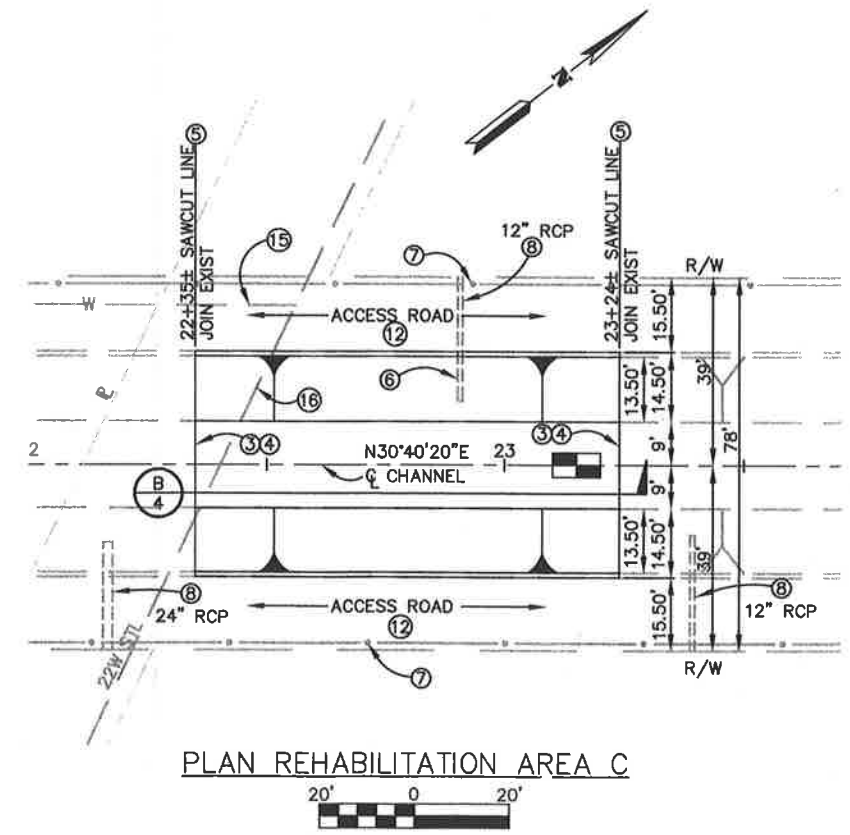 N
22+35± SAWCUT LINE 5
JOIN EXIST
23+24± SAWCUT LINE 5
JOIN EXIST
15
7
12" RCP
8
R/W
W
ACCESS ROAD
12
15.50'
39'
6
PL
16
13.50'
14.50'
2
3 4
N30°40'20"E
3 4
23
9'
78'
CL CHANNEL
B
4
9'
13.50'
14.50'
39'
8
24" RCP
ACCESS ROAD
12
8
12" RCP
15.50'
22W STL
7
R/W
PLAN REHABILITATION AREA C
20' 0 20'